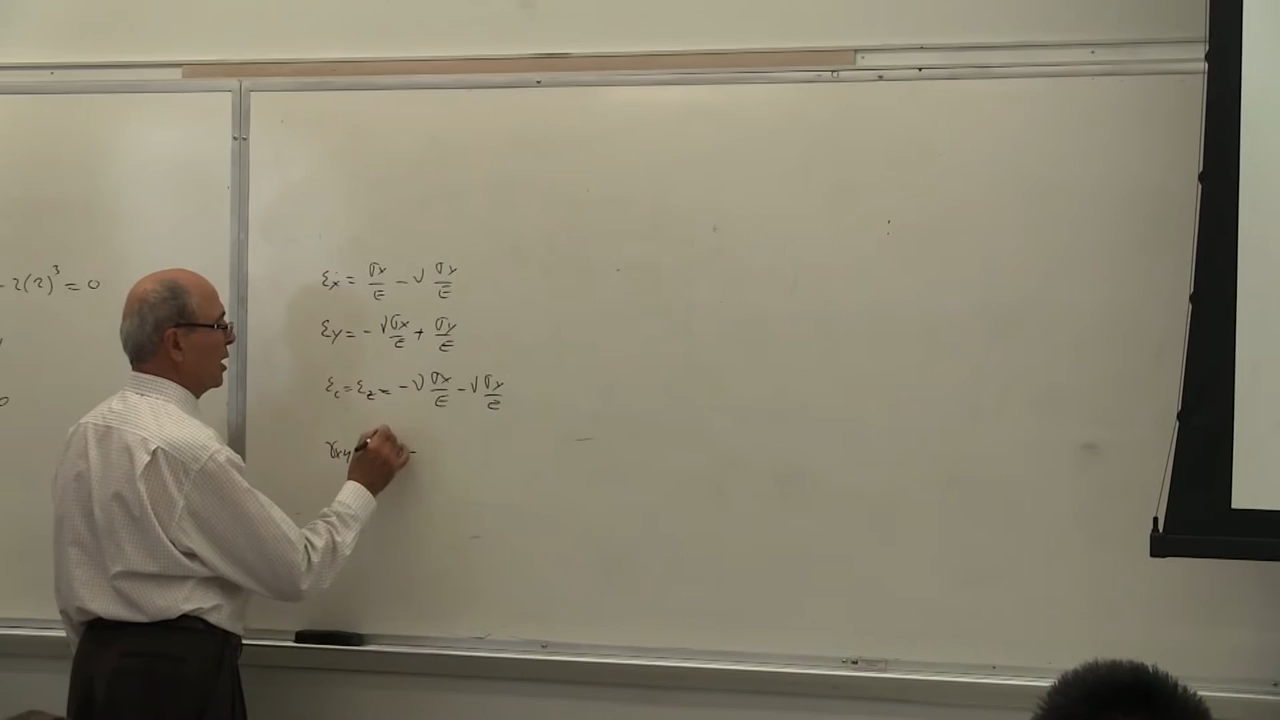 - 2(2)³ = 0
εx = σx/E - ν σy/E
εy = - νσx/E + σy/E
εc = εz = - ν σx/E - ν σy/E
γxy